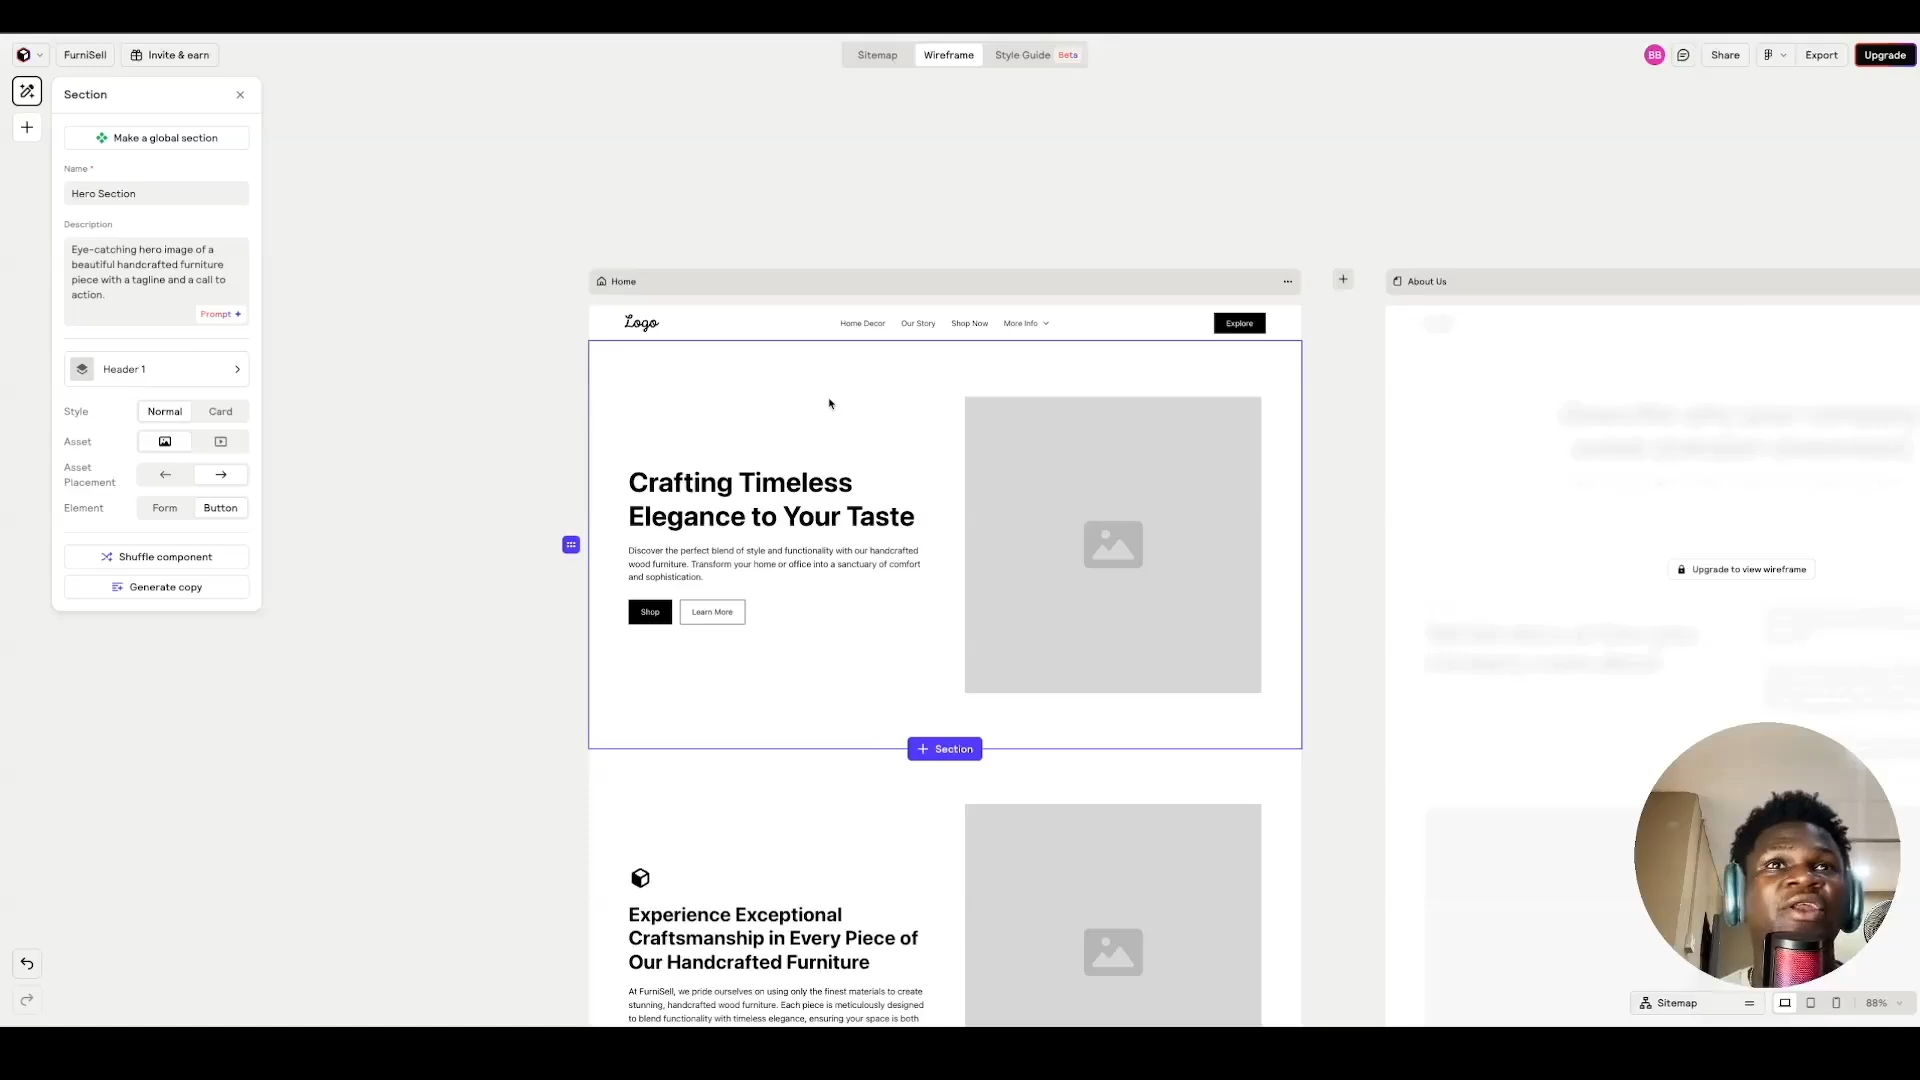 FurniSell
Invite & earn
Sitemap
Wireframe
Style Guide Beta
BB
Share
Export
Upgrade
Section
Make a global section
Name *
Hero Section
Description
Eye-catching hero image of a
beautiful handcrafted furniture
piece with a tagline and a call to
action.
Prompt
Header 1
Style
Normal
Card
Asset
Asset
Placement
Element
Form
Button
Shuffle component
Generate copy
Home
About Us
Logo
Home Decor
Our Story
Shop Now
More Info
Explore
Crafting Timeless
Elegance to Your Taste
Discover the perfect blend of style and functionality with our handcrafted
wood furniture. Transform your home or office into a sanctuary of comfort
and sophistication.
Shop
Learn More
Section
Upgrade to view wireframe
Experience Exceptional
Craftsmanship in Every Piece of
Our Handcrafted Furniture
At FurniSell, we pride ourselves on using only the finest materials to create
stunning, handcrafted wood furniture. Each piece is meticulously designed
to blend functionality with timeless elegance, ensuring your space is both
Sitemap
88%